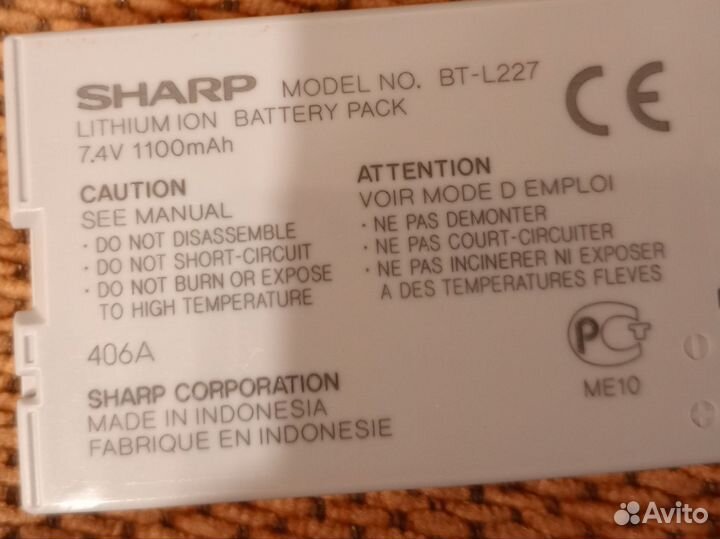 SHARP MODEL NO. BT-L227
LITHIUM ION BATTERY PACK
7.4V 1100mAh
CE
CAUTION
SEE MANUAL
· DO NOT DISASSEMBLE
· DO NOT SHORT-CIRCUIT
· DO NOT BURN OR EXPOSE
TO HIGH TEMPERATURE
ATTENTION
VOIR MODE D EMPLOI
· NE PAS DEMONTER
· NE PAS COURT-CIRCUITER
· NE PAS INCINERER NI EXPOSER
A DES TEMPERATURES FLEVES
406A
PCT
ME10
SHARP CORPORATION
MADE IN INDONESIA
FABRIQUE EN INDONESIE
Avito